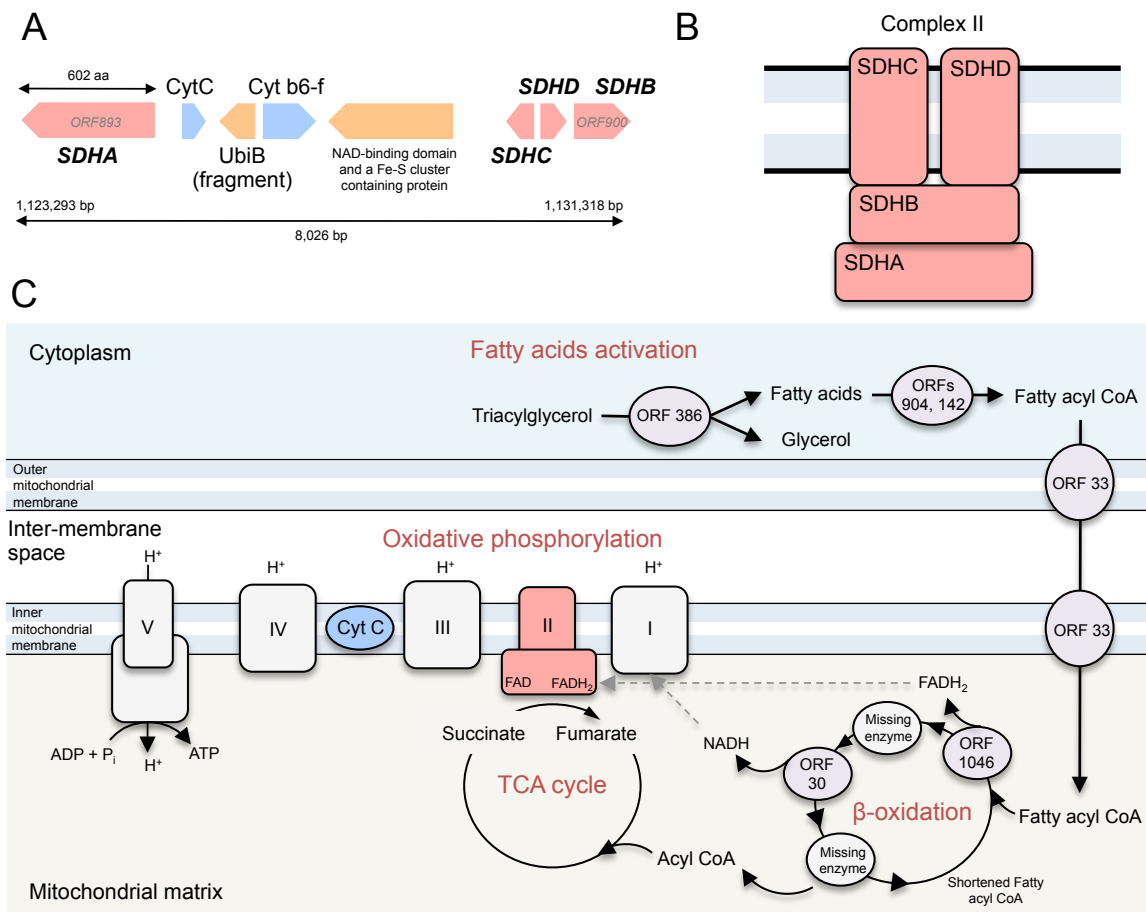 A
602 aa
CytC
Cyt b6-f
SDHD
SDHB
ORF893
ORF900
SDHA
UbiB
(fragment)
NAD-binding domain
and a Fe-S cluster
containing protein
SDHC
1,123,293 bp
1,131,318 bp
8,026 bp
B
Complex II
SDHC
SDHD
SDHB
SDHA
C
Cytoplasm
Fatty acids activation
Triacylglycerol
ORF 386
Fatty acids
Glycerol
ORFs
904, 142
Fatty acyl CoA
Outer
mitochondrial
membrane
ORF 33
Inter-membrane
space
Oxidative phosphorylation
H+
H+
H+
H+
Inner
mitochondrial
membrane
V
IV
Cyt C
III
II
I
ORF 33
FAD
FADH2
ADP + Pi
H+
ATP
Succinate
Fumarate
TCA cycle
NADH
FADH2
Missing
enzyme
ORF
1046
ORF
30
β-oxidation
Fatty acyl CoA
Missing
enzyme
Acyl CoA
Shortened Fatty
acyl CoA
Mitochondrial matrix